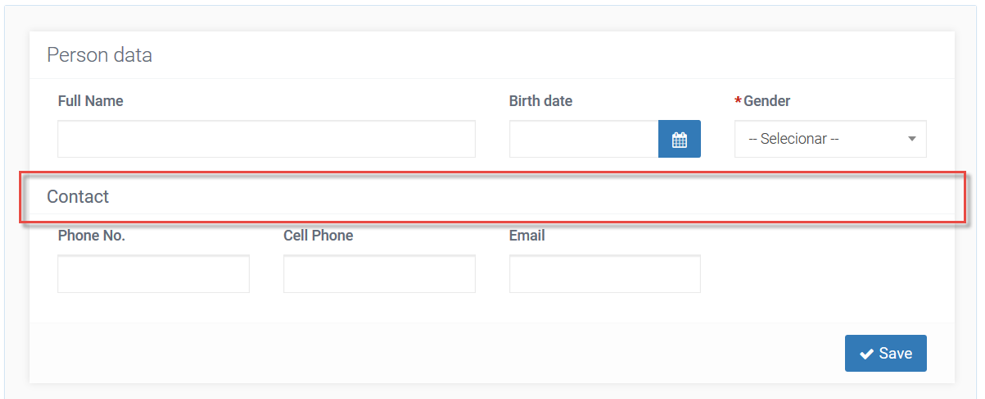 Person data
Full Name Birth date *Gender
-- Selecionar --
Contact
Phone No. Cell Phone Email
Save